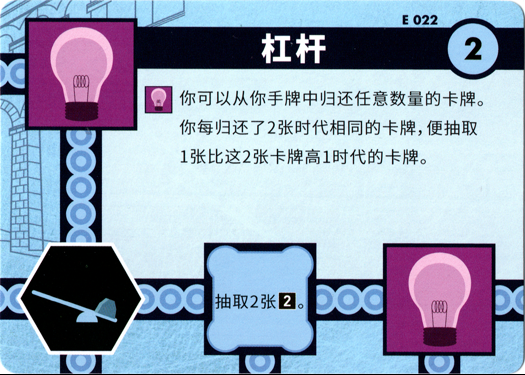 E 022
杠杆
2
你可以从你手牌中归还任意数量的卡牌。
你每归还了2张时代相同的卡牌,便抽取
1张比这2张卡牌高1时代的卡牌。
抽取2张2。